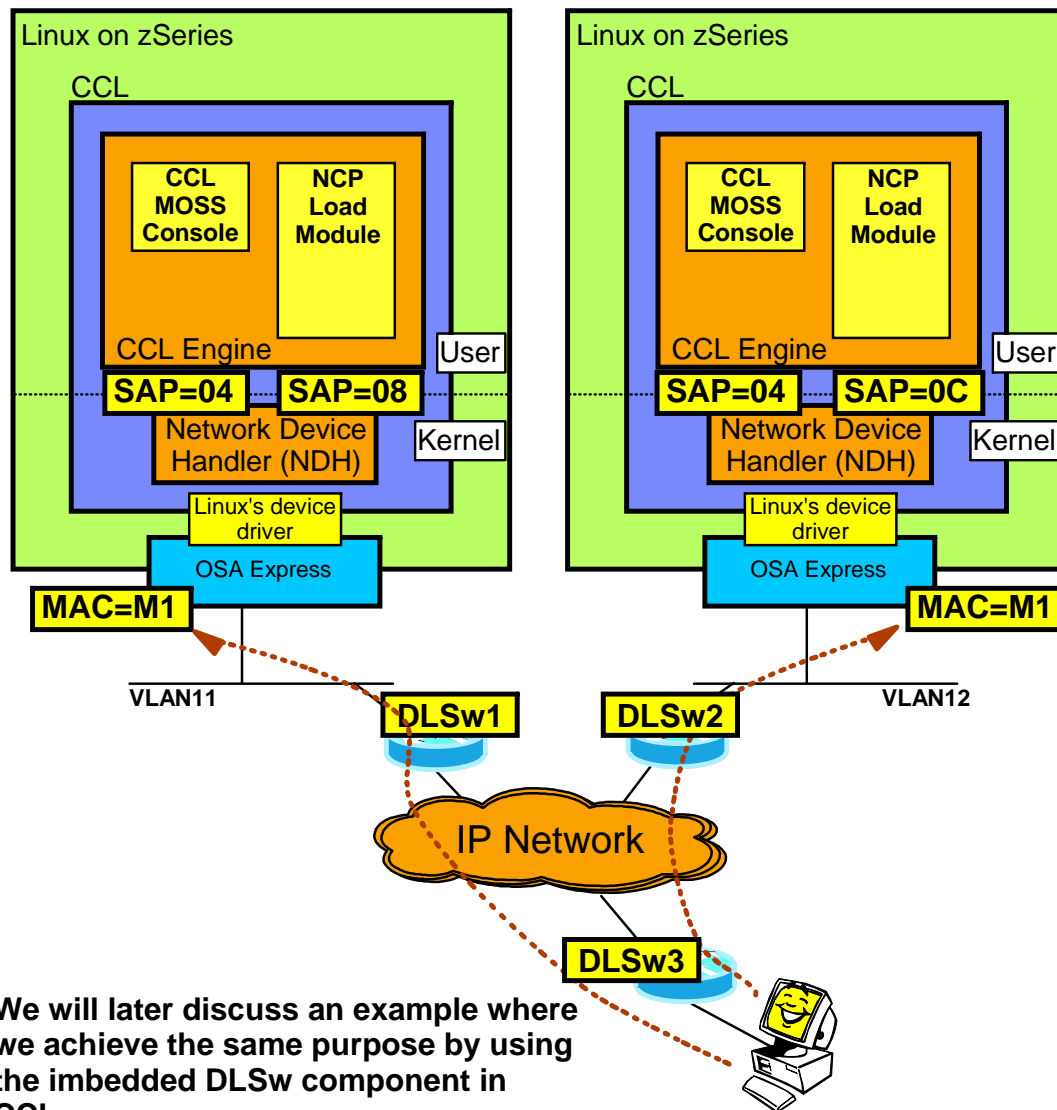 Linux on zSeries
CCL
CCL
MOSS
Console
NCP
Load
Module
CCL Engine
User
SAP=04
SAP=08
Network Device
Handler (NDH)
Kernel
Linux's device
driver
OSA Express
MAC=M1
VLAN11
Linux on zSeries
CCL
CCL
MOSS
Console
NCP
Load
Module
CCL Engine
User
SAP=04
SAP=0C
Network Device
Handler (NDH)
Kernel
Linux's device
driver
OSA Express
MAC=M1
VLAN12
DLSw1
DLSw2
IP Network
DLSw3
We will later discuss an example where
we achieve the same purpose by using
the imbedded DLSw component in